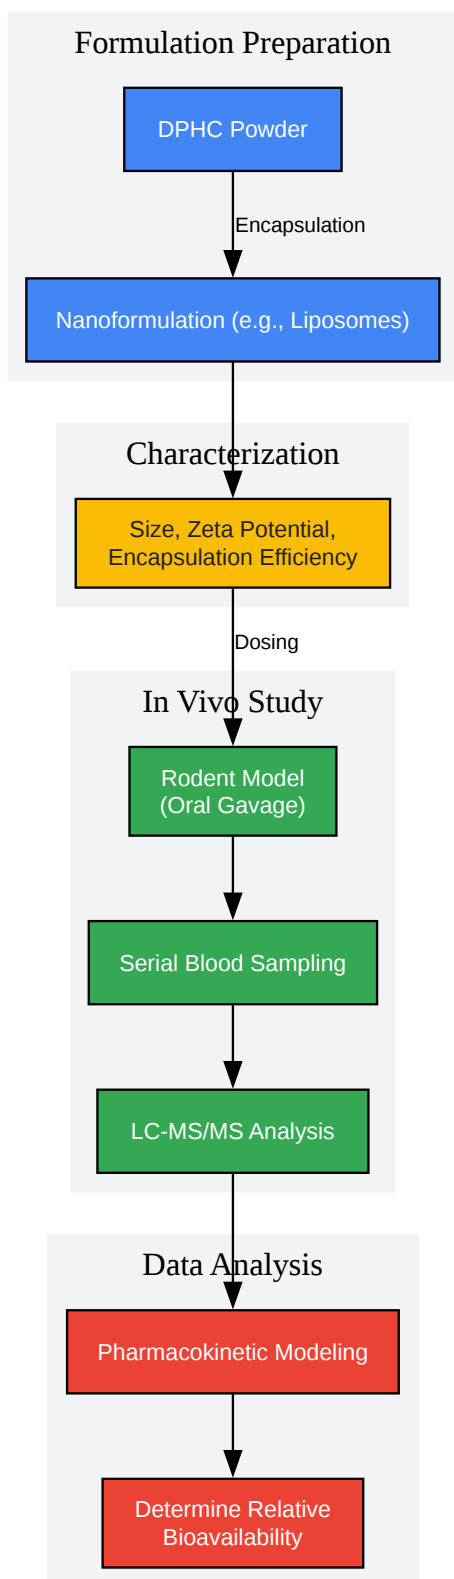 Formulation Preparation
DPHC Powder
Encapsulation
Nanoformulation (e.g., Liposomes)
Characterization
Size, Zeta Potential,
Encapsulation Efficiency
Dosing
In Vivo Study
Rodent Model
(Oral Gavage)
Serial Blood Sampling
LC-MS/MS Analysis
Data Analysis
Pharmacokinetic Modeling
Determine Relative
Bioavailability